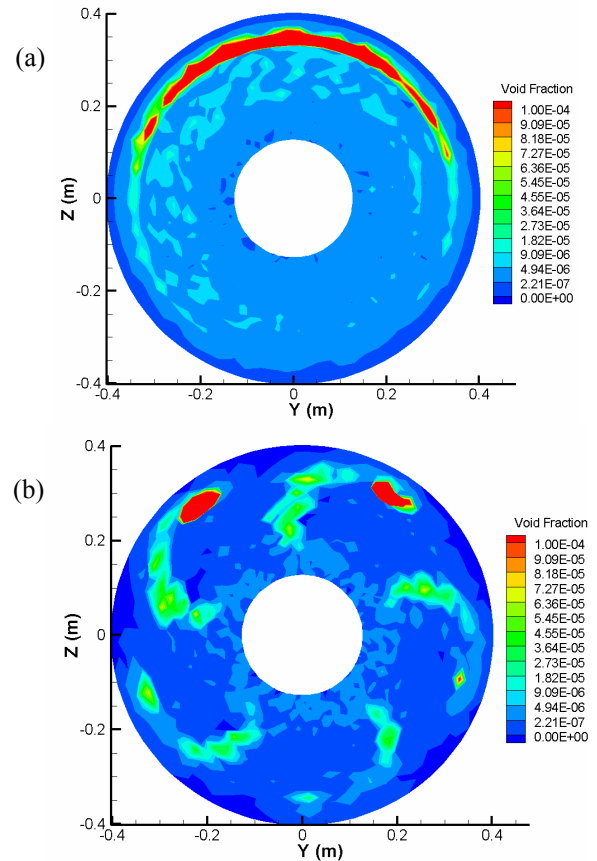 (a)
Z (m)
0.4
0.2
0
-0.2
-0.4
-0.4 -0.2 0 0.2 0.4
Y (m)
Void Fraction
1.00E-04
9.09E-05
8.18E-05
7.27E-05
6.36E-05
5.45E-05
4.55E-05
3.64E-05
2.73E-05
1.82E-05
9.09E-06
4.94E-06
2.21E-07
0.00E+00
(b)
Z (m)
0.4
0.2
0
-0.2
-0.4
-0.4 -0.2 0 0.2 0.4
Y (m)
Void Fraction
1.00E-04
9.09E-05
8.18E-05
7.27E-05
6.36E-05
5.45E-05
4.55E-05
3.64E-05
2.73E-05
1.82E-05
9.09E-06
4.94E-06
2.21E-07
0.00E+00